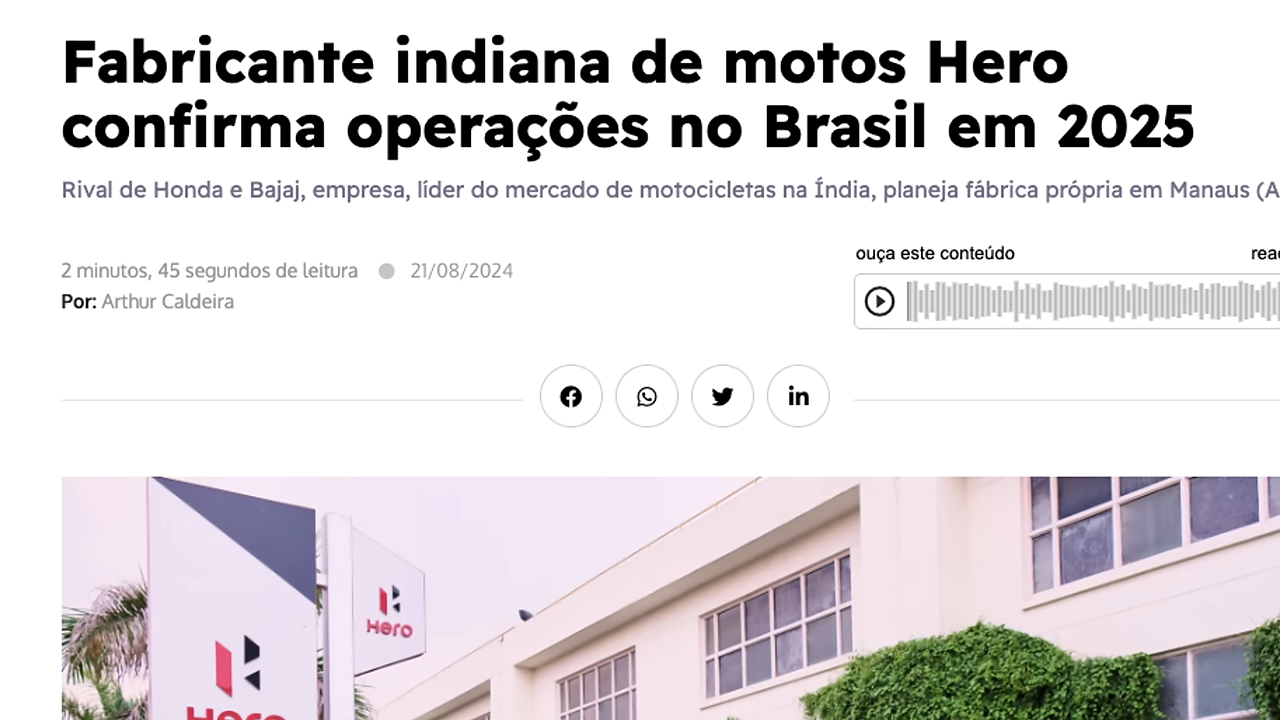 Fabricante indiana de motos Hero
confirma operações no Brasil em 2025
Rival de Honda e Bajaj, empresa, líder do mercado de motocicletas na Índia, planeja fábrica própria em Manaus (A
ouça este conteúdo
2 minutos, 45 segundos de leitura
21/08/2024
Por: Arthur Caldeira
in
Hero
Hero